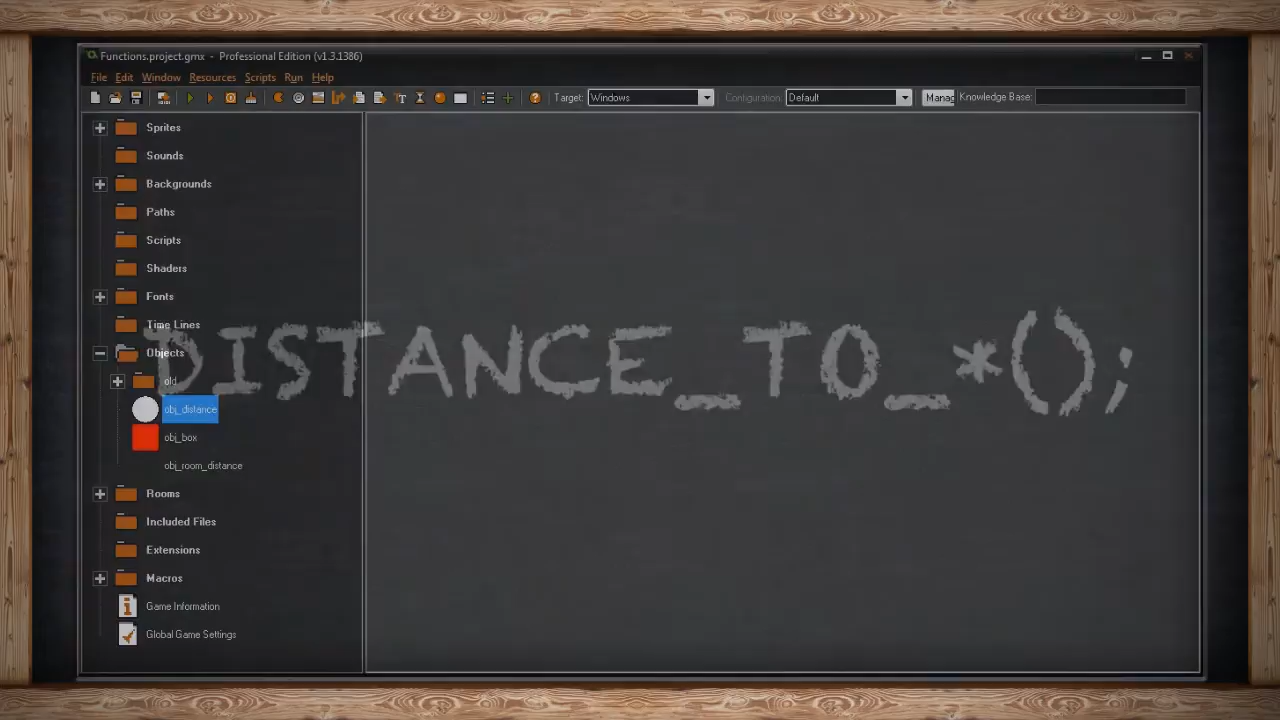 Functions.project.gmx - Professional Edition (v1.3.1386)
File Edit Window Resources Scripts Run Help
Target: Windows Configuration: Default Manag Knowledge Base:
Sprites
Sounds
Backgrounds
Paths
Scripts
Shaders
Fonts
Time Lines
Objects
DISTANCE_TO_*();
old
obj_distance
obj_box
obj_room_distance
Rooms
Included Files
Extensions
Macros
Game Information
Global Game Settings